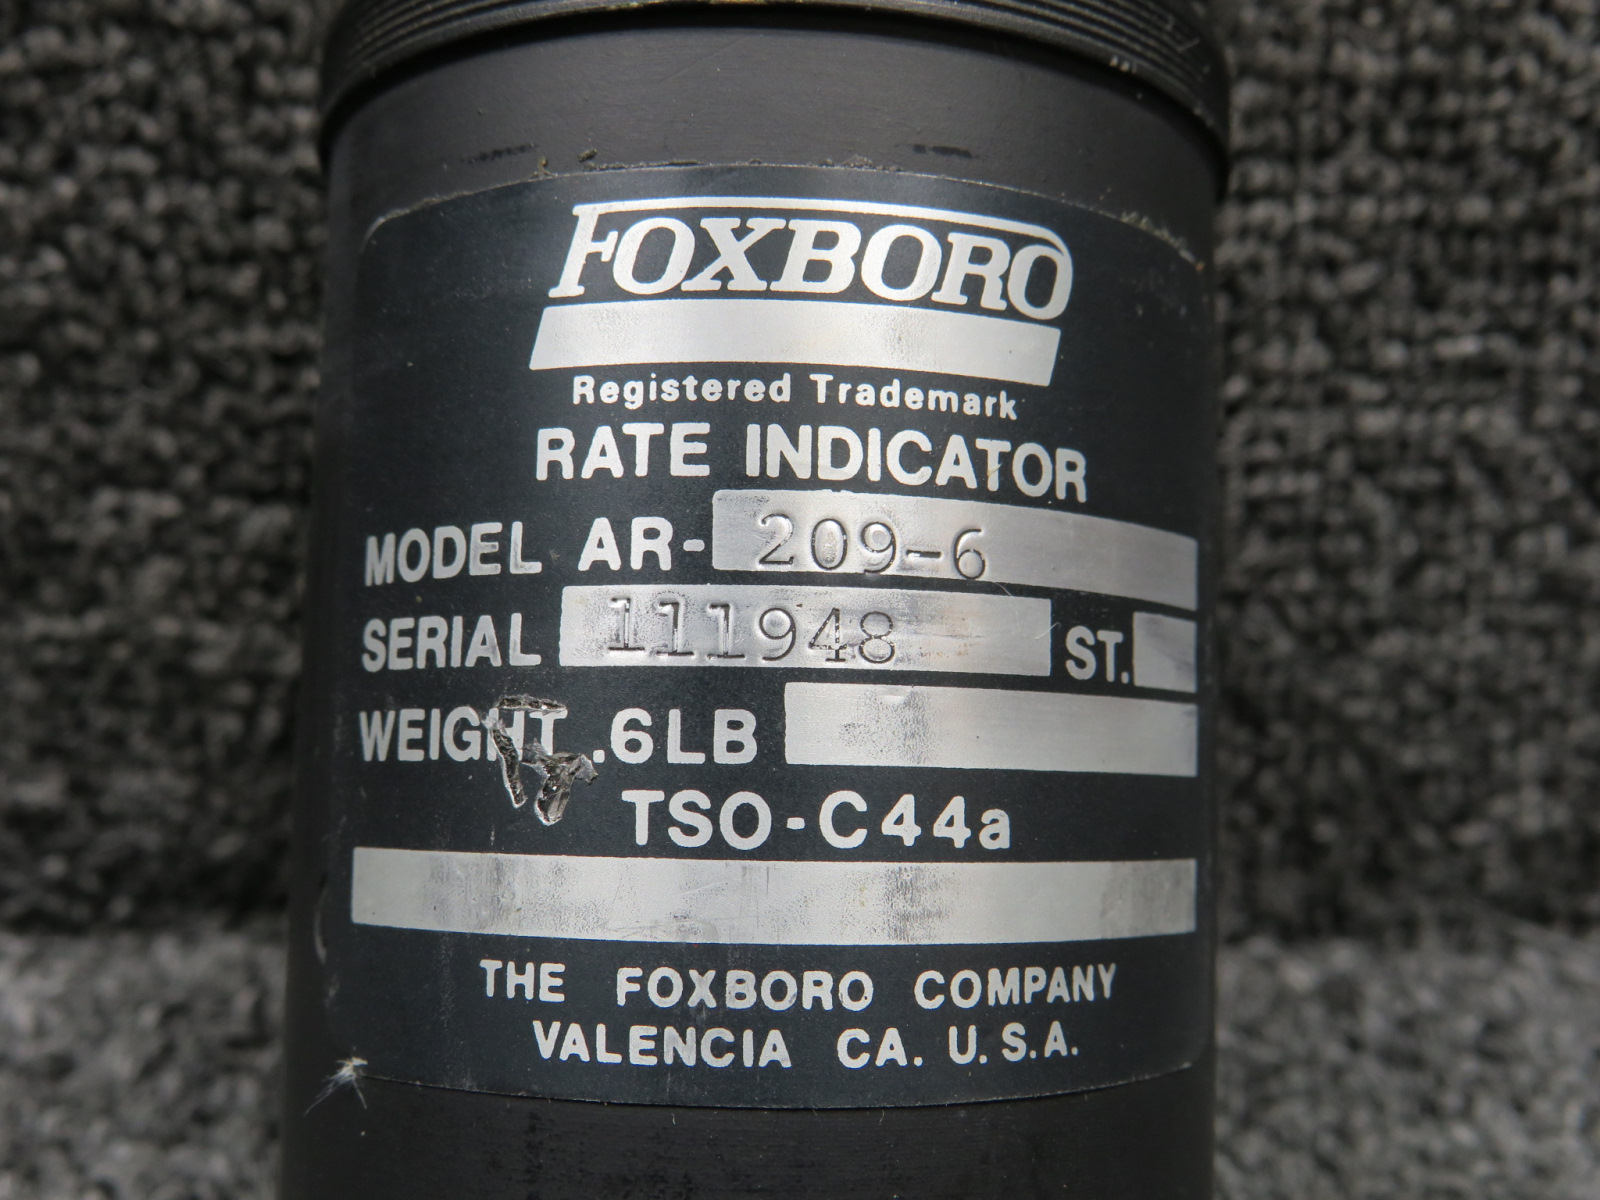 FOXBORO
Registered Trademark
RATE INDICATOR
MODEL AR-209-6
SERIAL 111948 ST.
WEIGHT .6LB
TSO-C44a
THE FOXBORO COMPANY
VALENCIA CA. U.S.A.